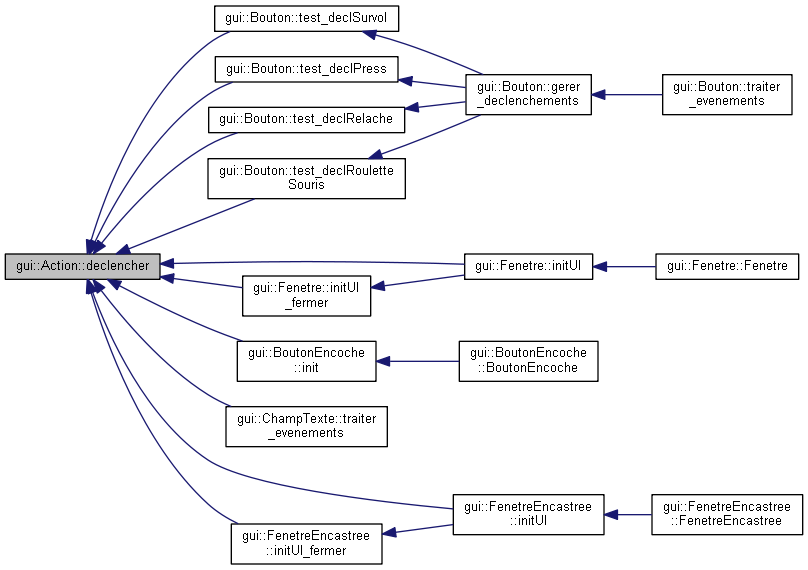 gui::Bouton::test_declSurvol
gui::Bouton::test_declPress
gui::Bouton::gerer
_declenchements
gui::Bouton::traiter
_evenements
gui::Bouton::test_declRelache
gui::Bouton::test_declRoulette
Souris
gui::Action::declencher
gui::Fenetre::initUI
gui::Fenetre::Fenetre
gui::Fenetre::initUI
_fermer
gui::BoutonEncoche
::init
gui::BoutonEncoche
::BoutonEncoche
gui::ChampTexte::traiter
_evenements
gui::FenetreEncastree
::initUI
gui::FenetreEncastree
::FenetreEncastree
gui::FenetreEncastree
::initUI_fermer